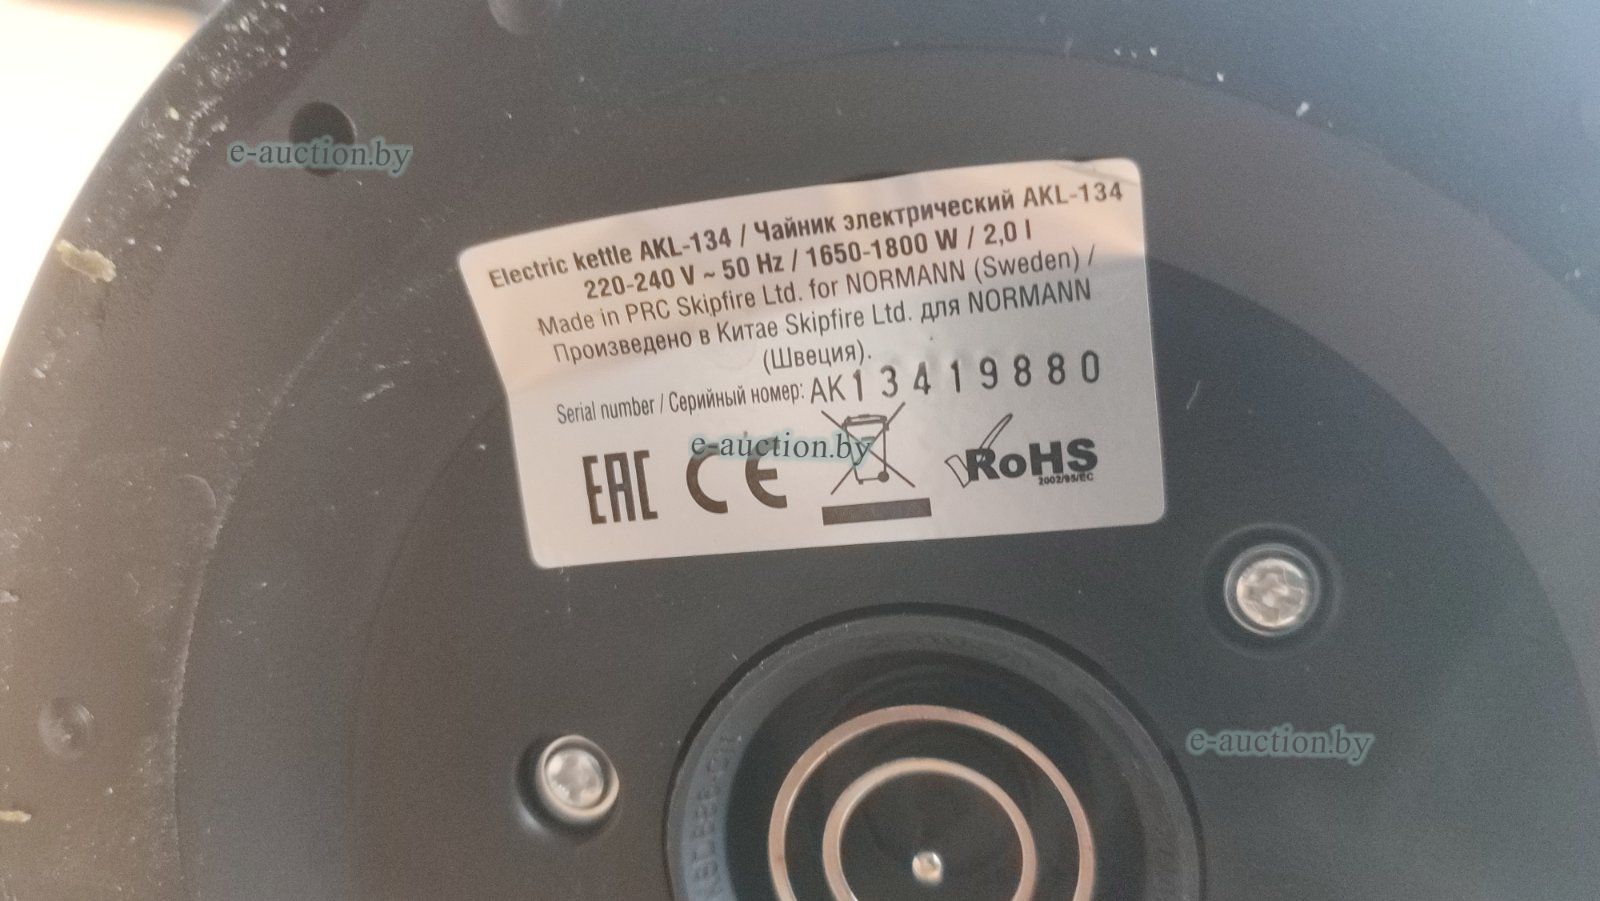 e-auction.by
Electric kettle AKL-134 / Чайник электрический AKL-134
220-240 V ~ 50 Hz / 1650-1800 W / 2,0 l
Made in PRC Skipfire Ltd. for NORMANN (Sweden) /
Произведено в Китае Skipfire Ltd. для NORMANN
(Швеция).
Serial number / Серийный номер: AK13419880
e-auction.by
EAC CE RoHS
2002/95/EC
e-auction.by